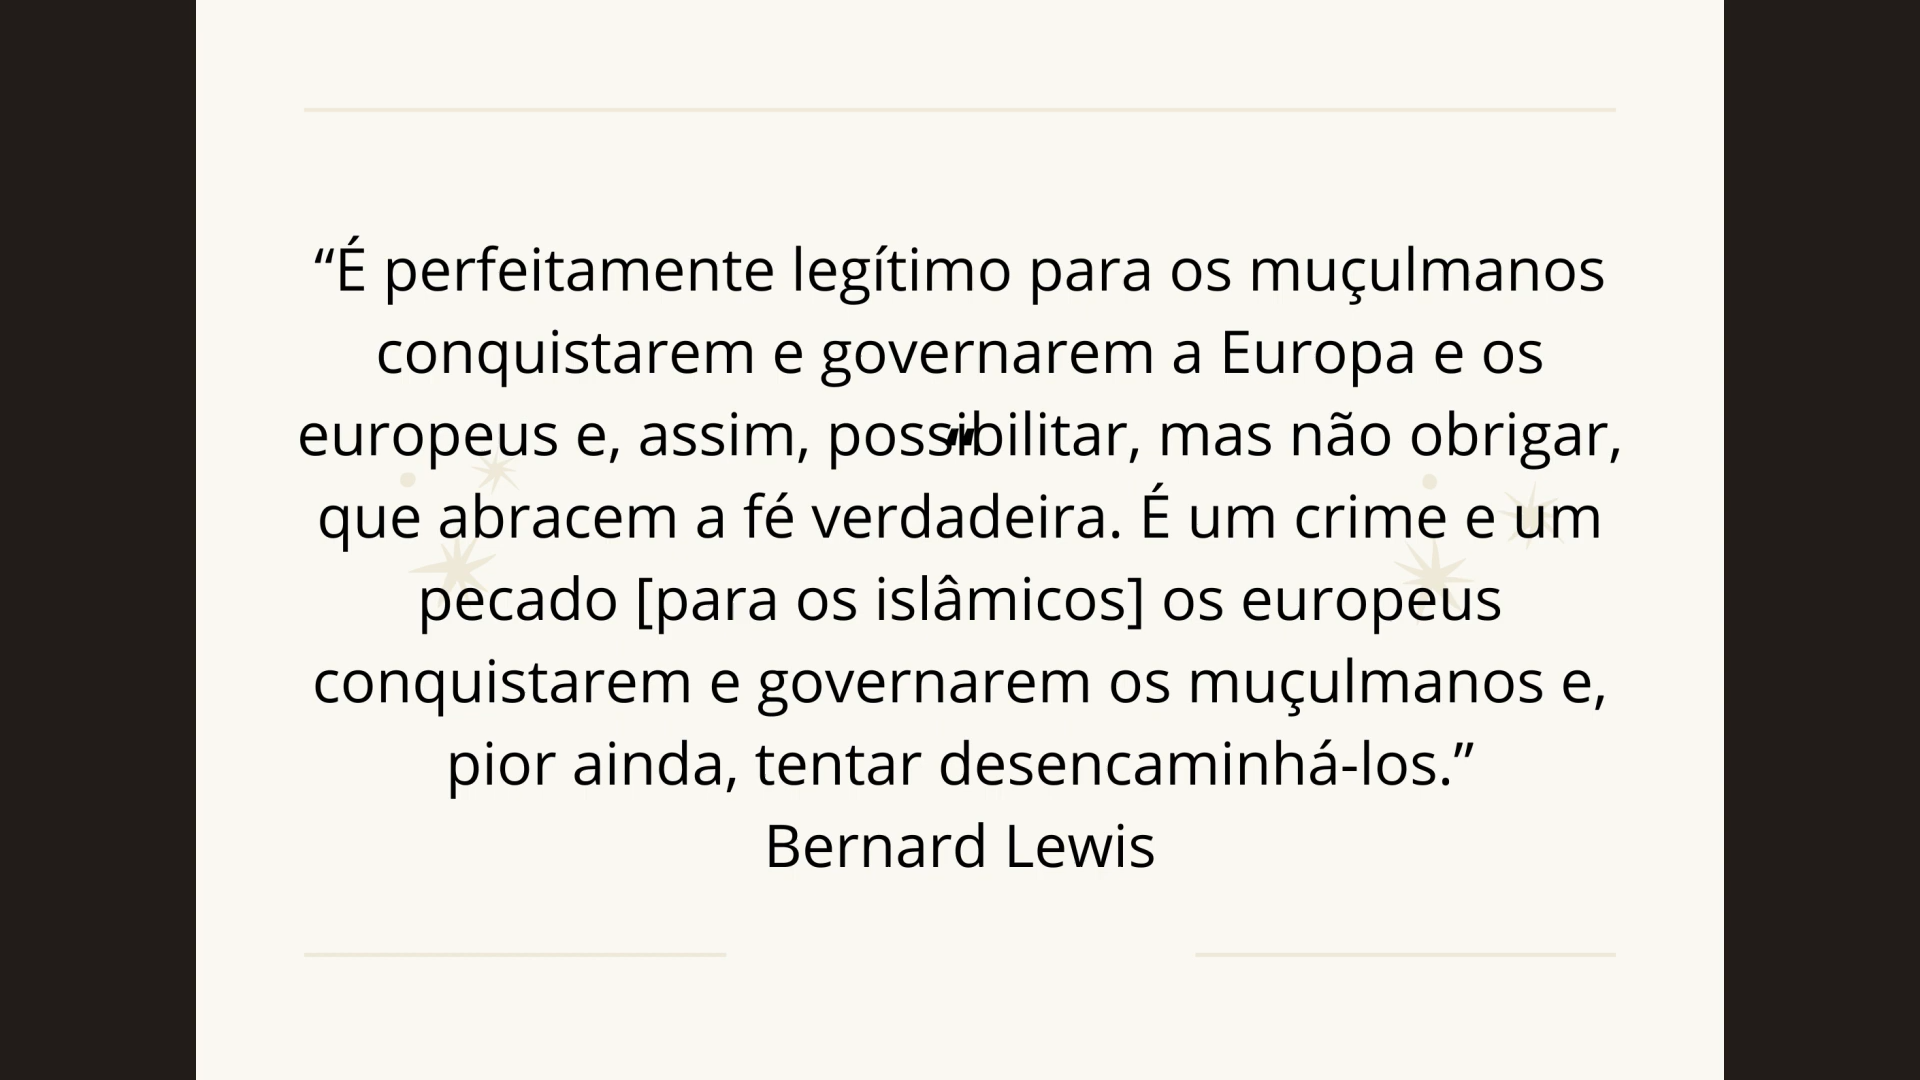 “É perfeitamente legítimo para os muçulmanos
conquistarem e governarem a Europa e os
europeus e, assim, possibilitar, mas não obrigar,
que abracem a fé verdadeira. É um crime e um
pecado [para os islâmicos] os europeus
conquistarem e governarem os muçulmanos e,
pior ainda, tentar desencaminhá-los.”
Bernard Lewis